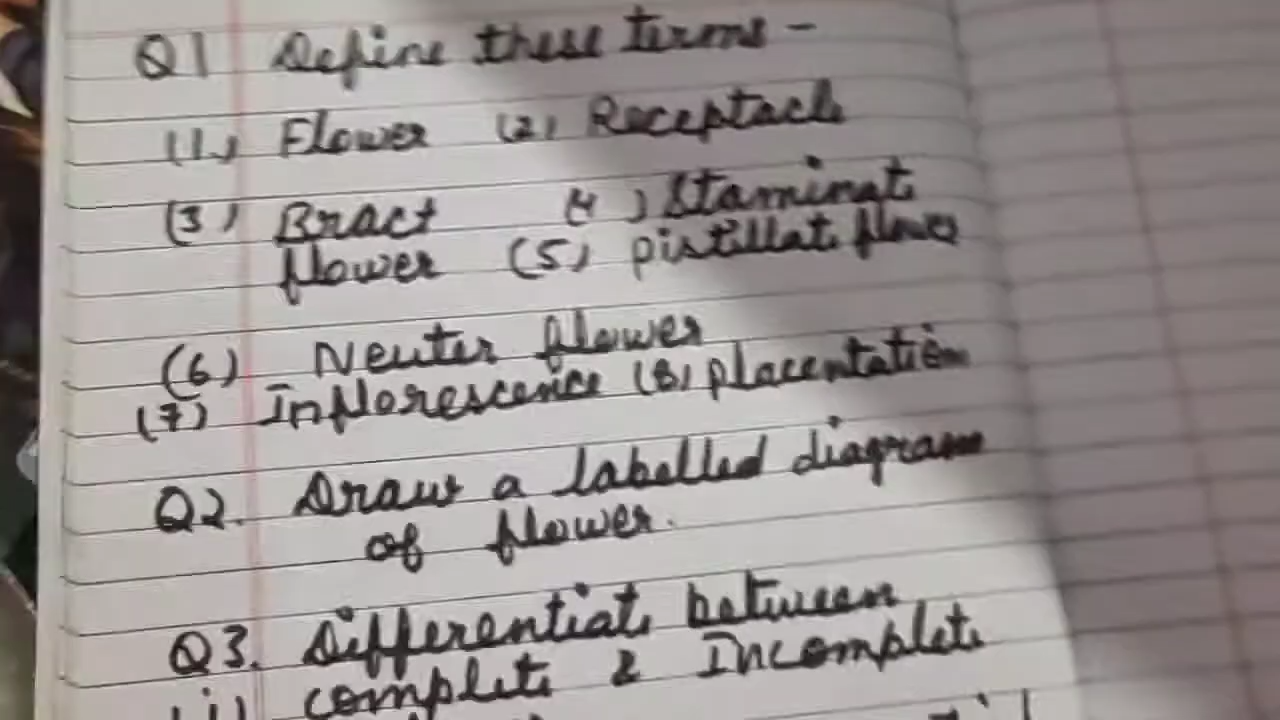 Q1 Define these terms -
(1) Flower (2) Receptacle
(3) Bract (4) Staminate
flower (5) pistillate flower
(6) Neuter flower
(7) Inflorescence (8) placentation
Q2. Draw a labelled diagram
of flower.
Q3. Differentiate between
(i) complete & Incomplete